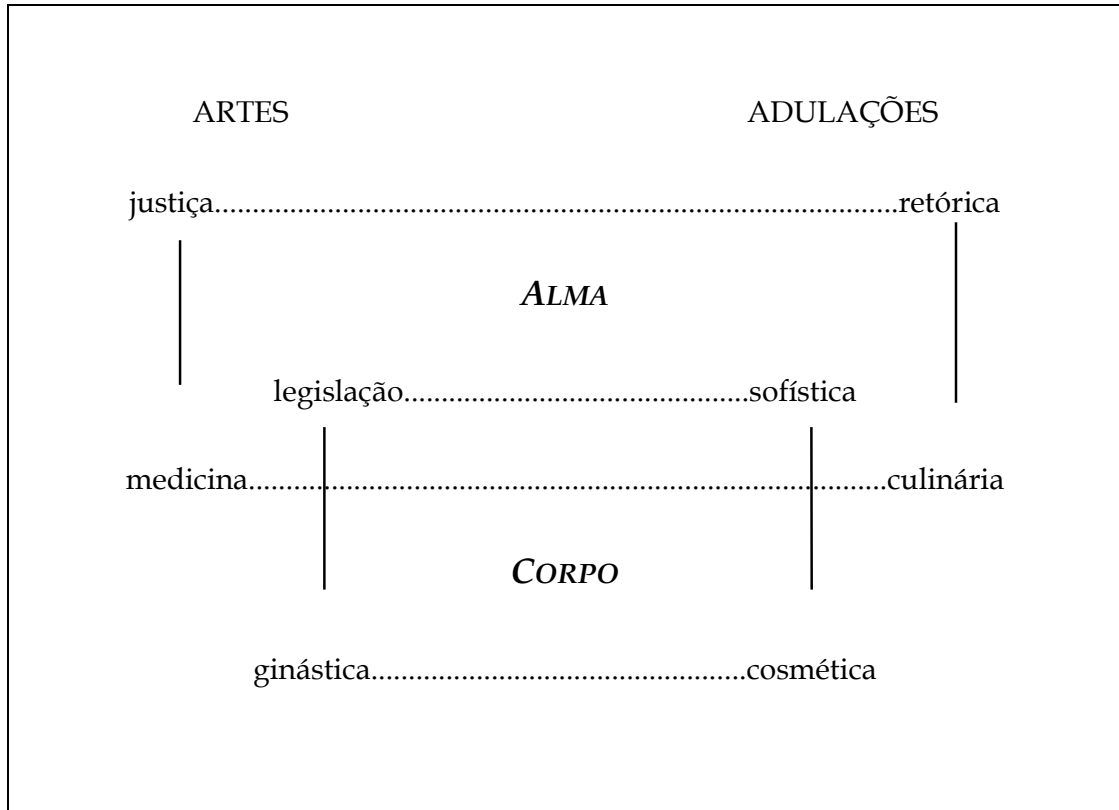 ARTES ADULAÇÕES
justiça...........................................................................................retórica
ALMA
legislação..............................................sofística
medicina.....................................................................................culinária
CORPO
ginástica..................................................cosmética